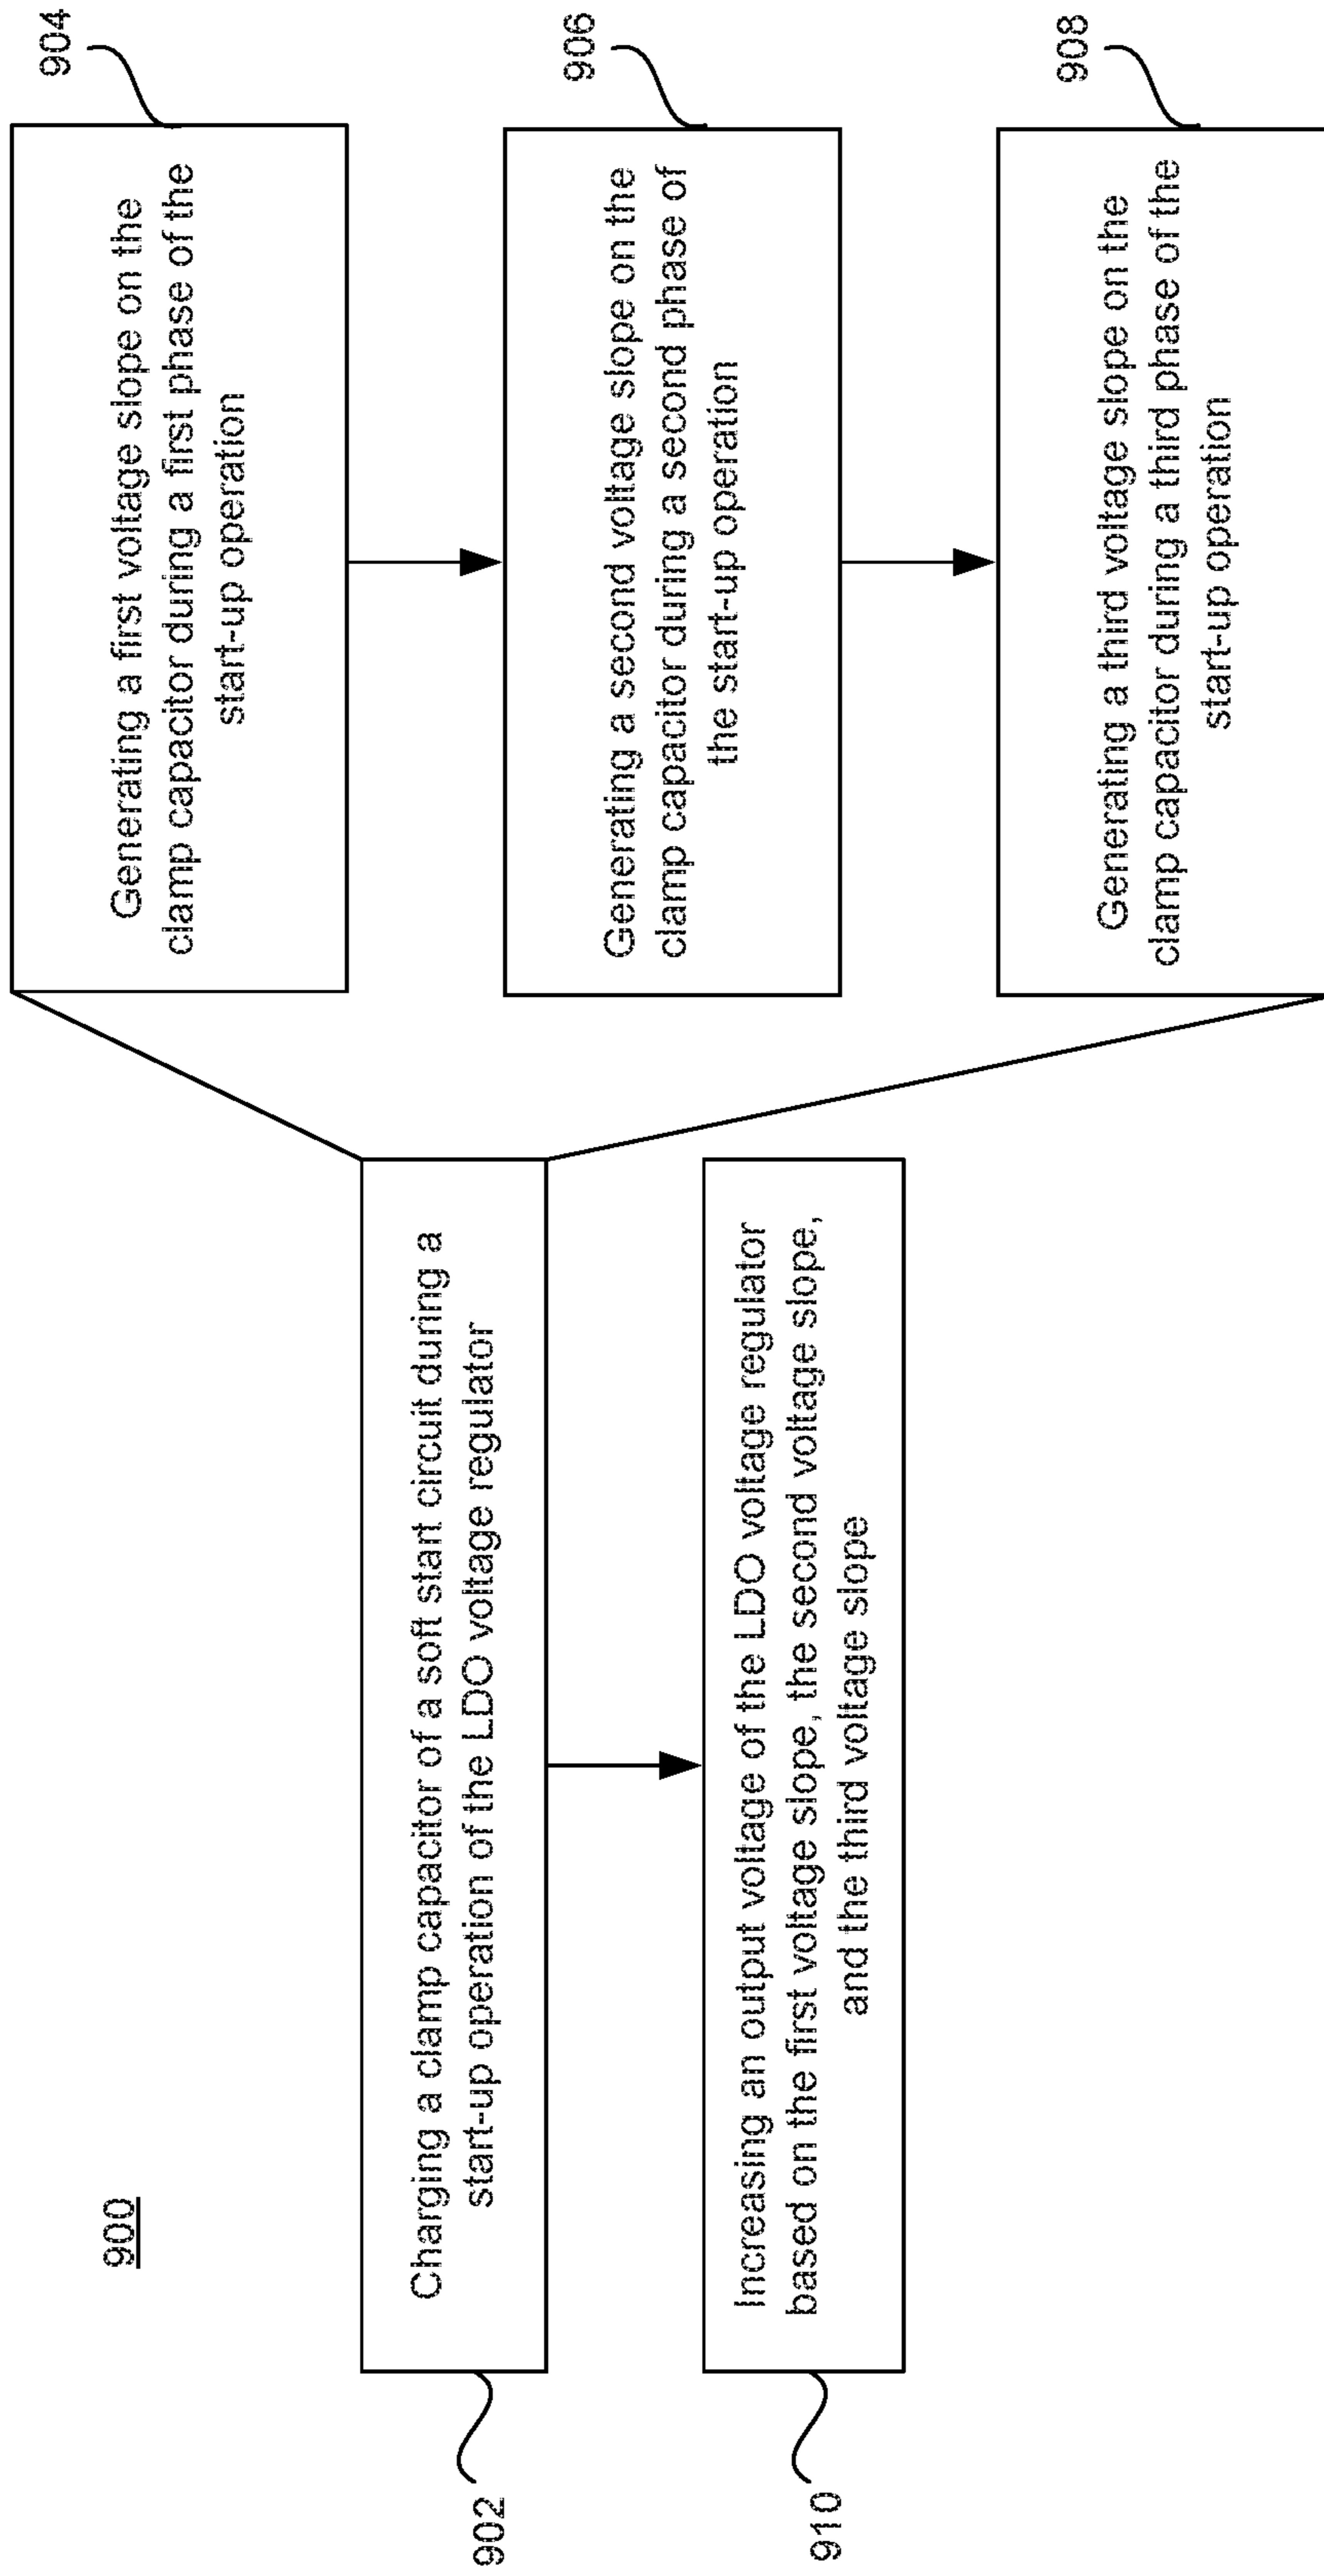 900
902
Charging a clamp capacitor of a soft start circuit during a
start-up operation of the LDO voltage regulator
904
Generating a first voltage slope on the
clamp capacitor during a first phase of the
start-up operation
906
Generating a second voltage slope on the
clamp capacitor during a second phase of
the start-up operation
908
Generating a third voltage slope on the
clamp capacitor during a third phase of the
start-up operation
910
Increasing an output voltage of the LDO voltage regulator
based on the first voltage slope, the second voltage slope,
and the third voltage slope